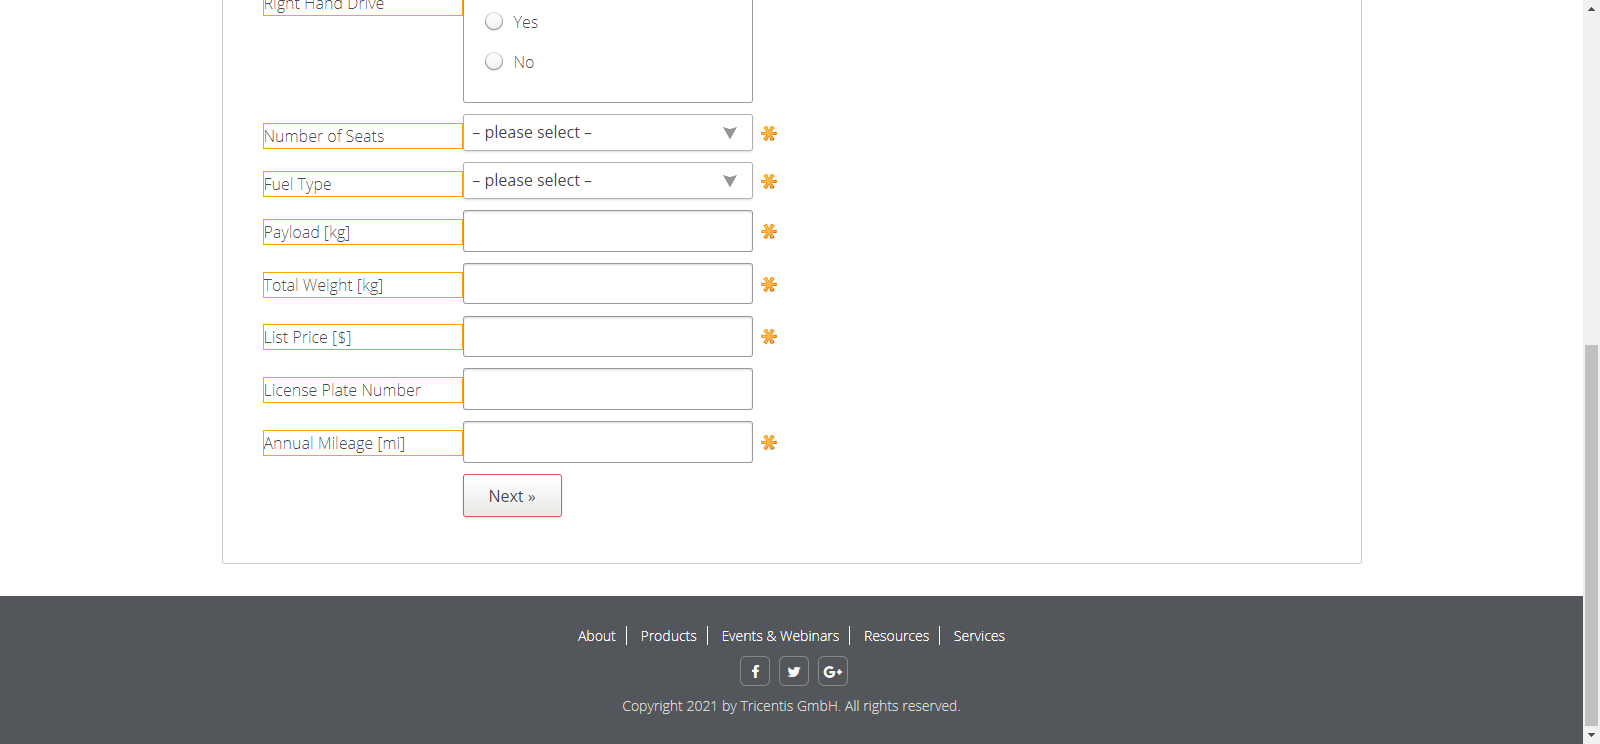 Right Hand Drive
Yes
No
Number of Seats
– please select –
Fuel Type
– please select –
Payload [kg]
Total Weight [kg]
List Price [$]
License Plate Number
Annual Mileage [mi]
Next »
About
Products
Events & Webinars
Resources
Services
Copyright 2021 by Tricentis GmbH. All rights reserved.